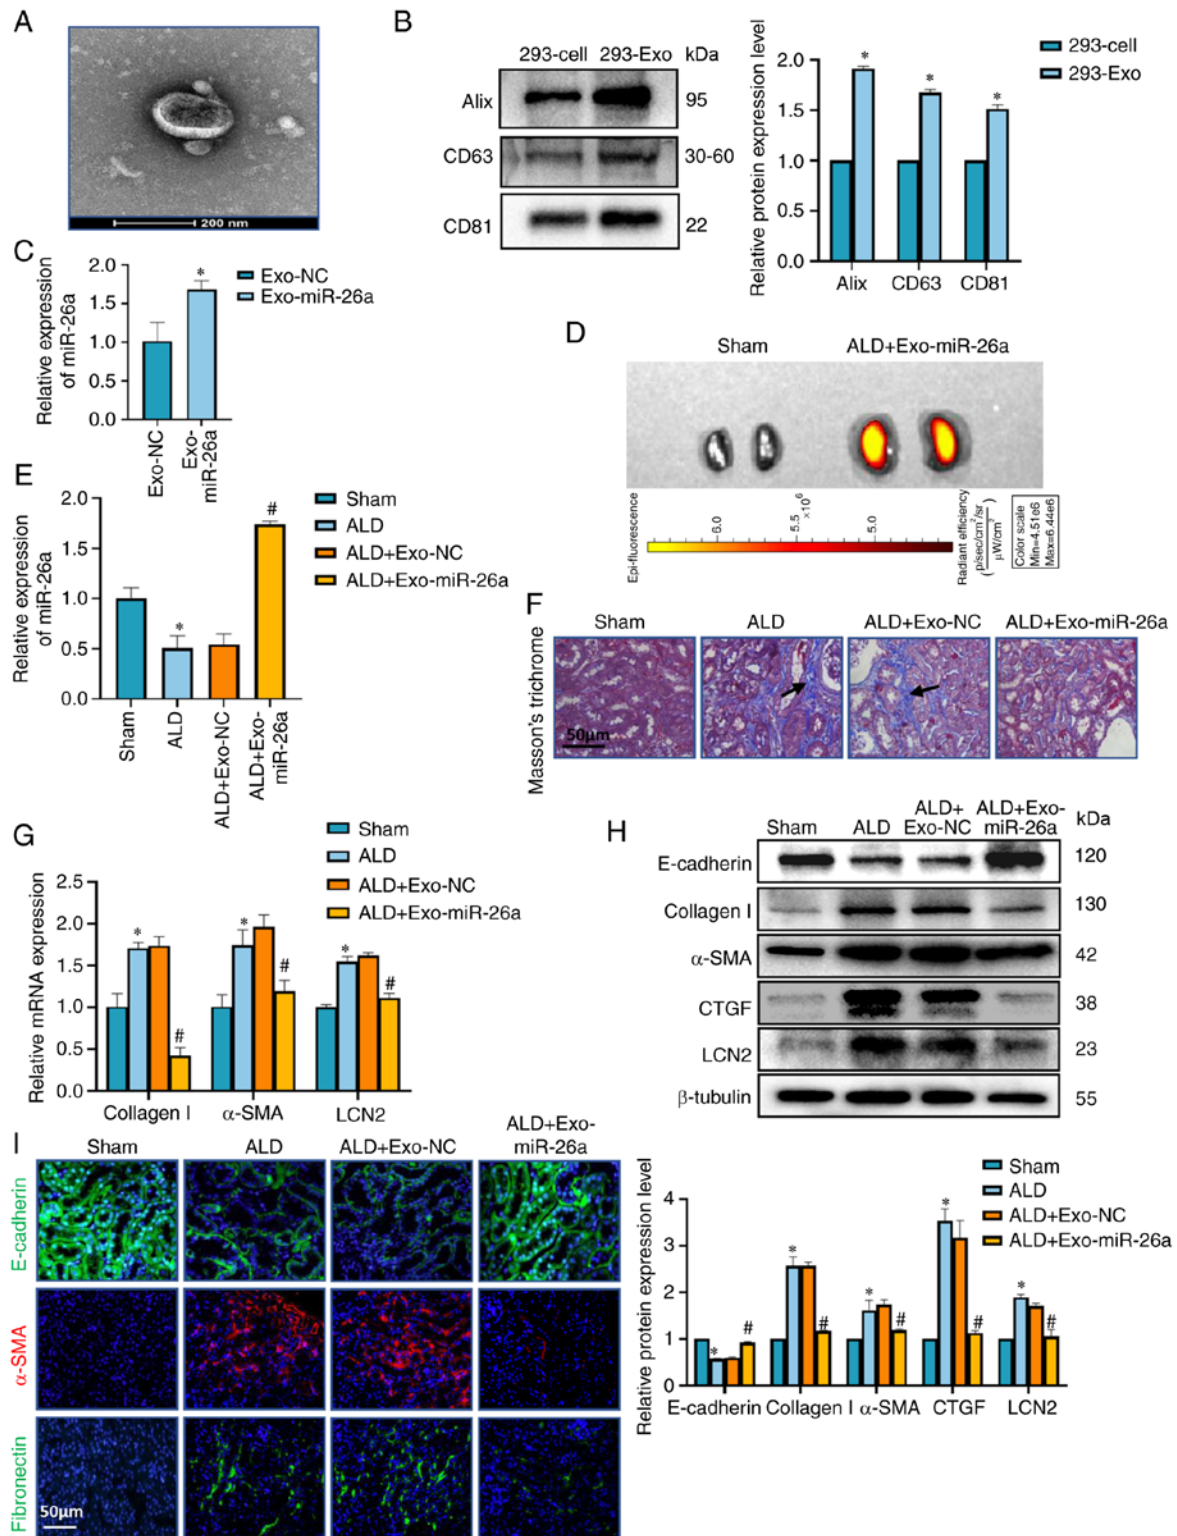 A
200 nm
B
293-cell 293-Exo kDa
Alix 95
CD63 30-60
CD81 22
Relative protein expression level
2.0
1.5
1.0
0.5
0.0
Alix CD63 CD81
* * *
293-cell
293-Exo
C
Relative expression
of miR-26a
2.0
1.5
1.0
0.5
0.0
*
Exo-NC
Exo-miR-26a
Exo-NC
Exo-
miR-26a
D
Sham ALD+Exo-miR-26a
Epi-fluorescence
6.0
5.5
×10⁶
5.0
Radiant efficiency
(p/sec/cm²/sr / µW/cm²)
Color scale
Min=4.51e6
Max=6.44e6
E
Relative expression
of miR-26a
2.0
1.5
1.0
0.5
0.0
* #
Sham
ALD
ALD+Exo-NC
ALD+Exo-miR-26a
Sham
ALD
ALD+Exo-NC
ALD+Exo-
miR-26a
F
Sham ALD ALD+Exo-NC ALD+Exo-miR-26a
Masson's trichrome
50µm
G
Sham
ALD
ALD+Exo-NC
ALD+Exo-miR-26a
Relative mRNA expression
2.5
2.0
1.5
1.0
0.5
0.0
* # * # * #
Collagen I α-SMA LCN2
H
Sham ALD ALD+
Exo-NC ALD+Exo-
miR-26a kDa
E-cadherin 120
Collagen I 130
α-SMA 42
CTGF 38
LCN2 23
β-tubulin 55
Relative protein expression level
4
3
2
1
0
* # * # * # * # * #
E-cadherin Collagen I α-SMA CTGF LCN2
Sham
ALD
ALD+Exo-NC
ALD+Exo-miR-26a
I
Sham ALD ALD+Exo-NC ALD+Exo-
miR-26a
E-cadherin
α-SMA
Fibronectin
50µm